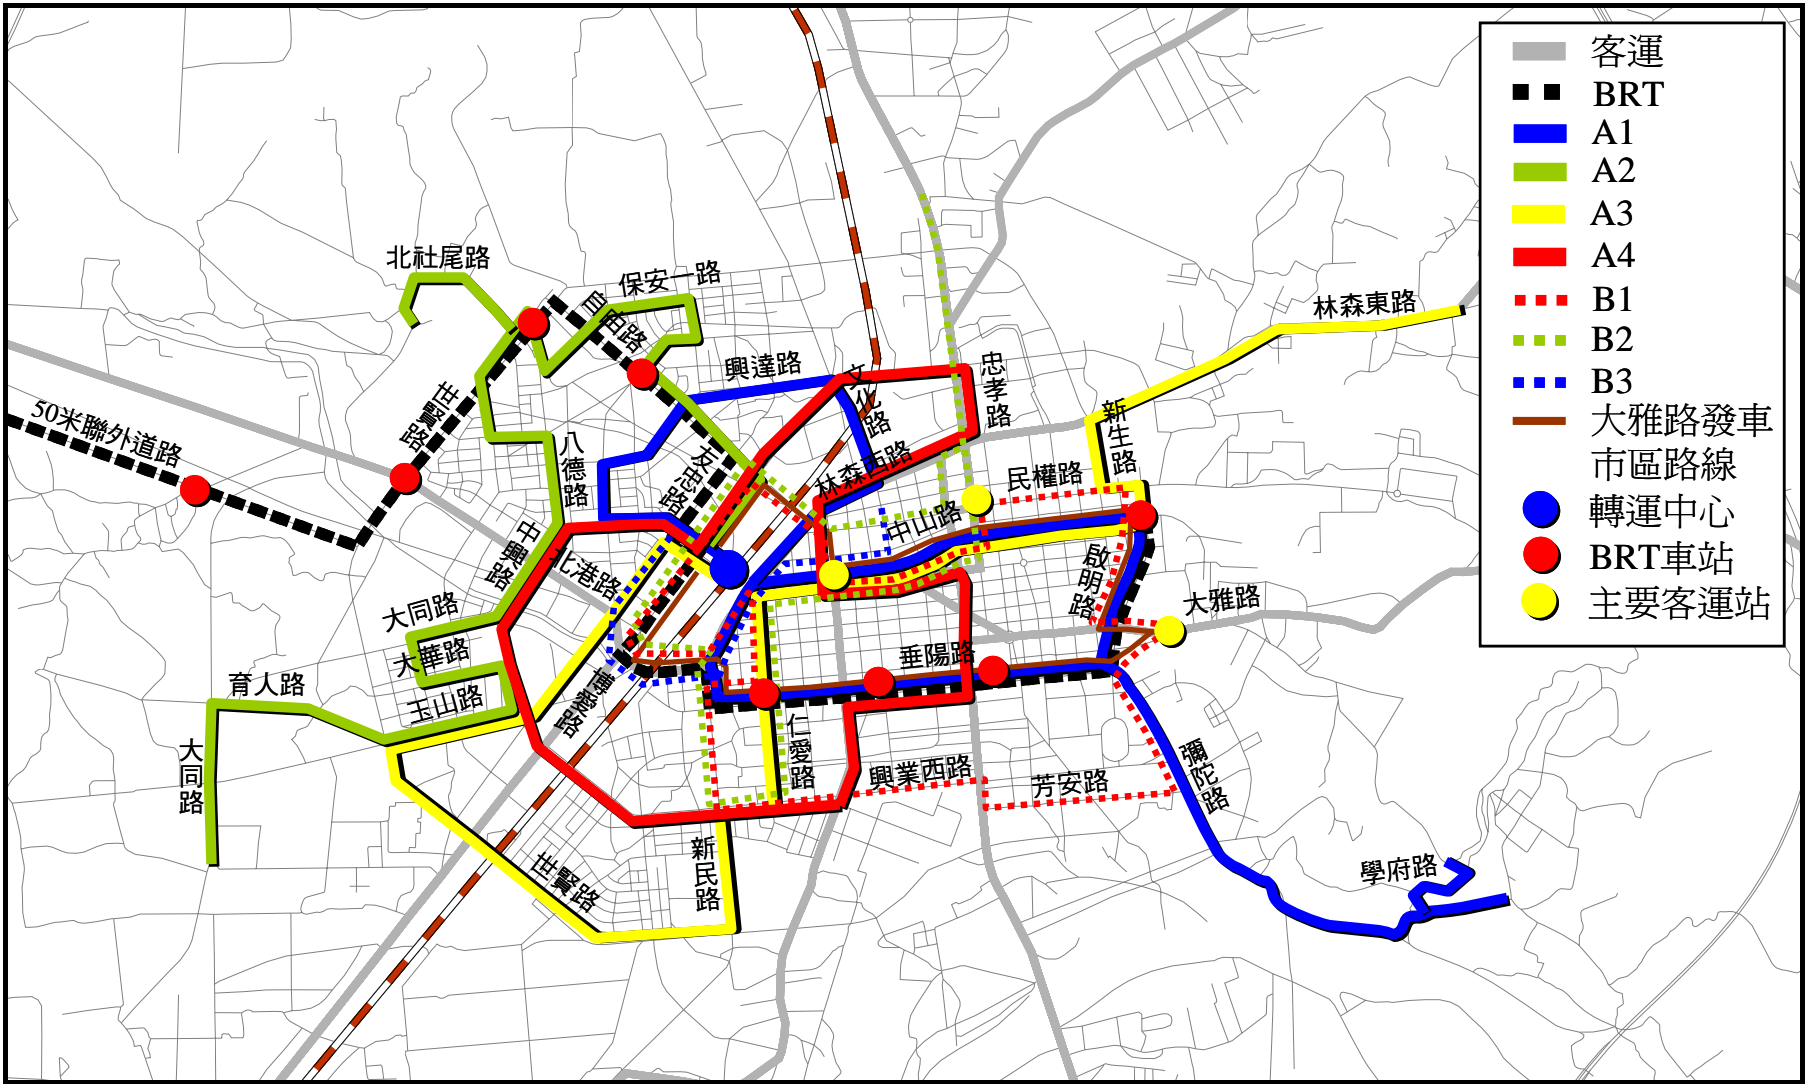 客運
BRT
A1
A2
A3
A4
B1
B2
B3
大雅路發車
市區路線
轉運中心
BRT車站
主要客運站
北社尾路
保安一路
自由路
林森東路
興達路
文化路
忠孝路
世賢路
50米聯外道路
八德路
友忠路
林森西路
新生路
民權路
中山路
中興路
北港路
啟明路
大同路
大雅路
大華路
垂陽路
育人路
玉山路
博愛路
大同路
仁愛路
興業西路
芳安路
彌陀路
世賢路
新民路
學府路